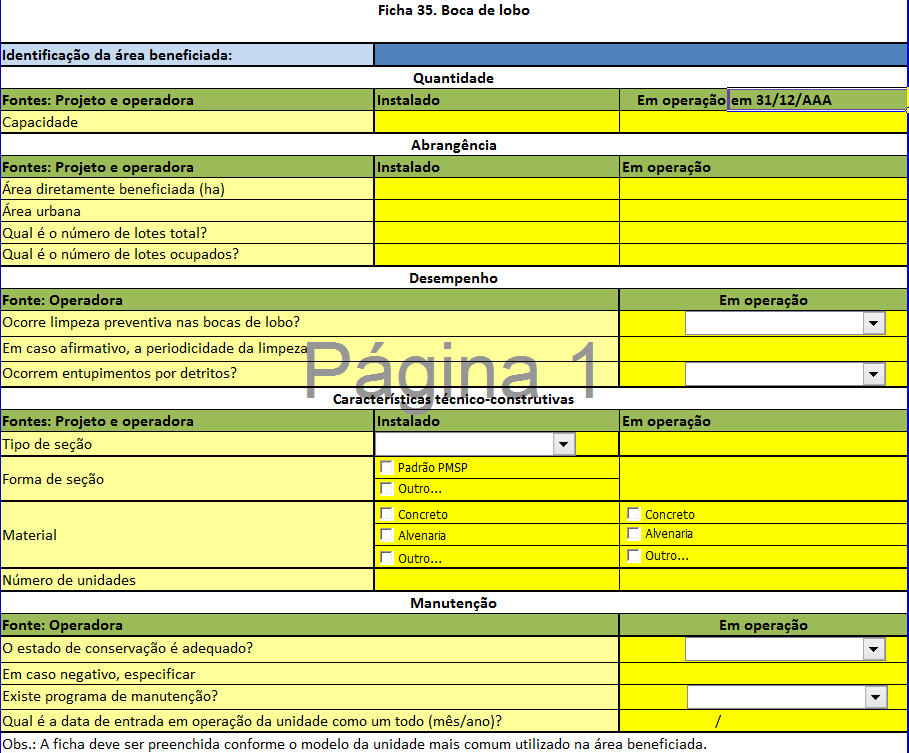 Ficha 35. Boca de lobo
Identificação da área beneficiada:
Quantidade
Fontes: Projeto e operadora Instalado Em operação em 31/12/AAA
Capacidade
Abrangência
Fontes: Projeto e operadora Instalado Em operação
Área diretamente beneficiada (ha)
Área urbana
Qual é o número de lotes total?
Qual é o número de lotes ocupados?
Desempenho
Fonte: Operadora Em operação
Ocorre limpeza preventiva nas bocas de lobo?
Em caso afirmativo, a periodicidade da limpeza
Ocorrem entupimentos por detritos?
Página 1
Características técnico-construtivas
Fontes: Projeto e operadora Instalado Em operação
Tipo de seção
Forma de seção
Padrão PMSP
Outro...
Material
Concreto Concreto
Alvenaria Alvenaria
Outro... Outro...
Número de unidades
Manutenção
Fonte: Operadora Em operação
O estado de conservação é adequado?
Em caso negativo, especificar
Existe programa de manutenção?
Qual é a data de entrada em operação da unidade como um todo (mês/ano)? /
Obs.: A ficha deve ser preenchida conforme o modelo da unidade mais comum utilizado na área beneficiada.